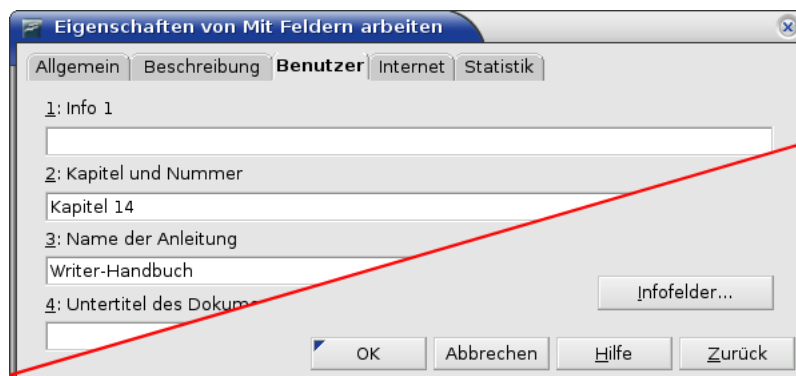 Eigenschaften von Mit Feldern arbeiten
Allgemein Beschreibung Benutzer Internet Statistik
1: Info 1
2: Kapitel und Nummer
Kapitel 14
3: Name der Anleitung
Writer-Handbuch
4: Untertitel des
Infofelder...
OK Abbrechen Hilfe Zurück